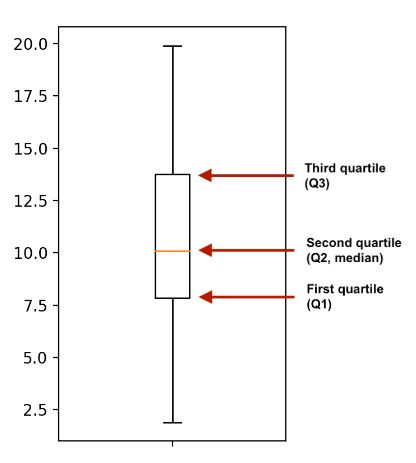 20.0
17.5
15.0
12.5
10.0
7.5
5.0
2.5
Third quartile
(Q3)
Second quartile
(Q2, median)
First quartile
(Q1)